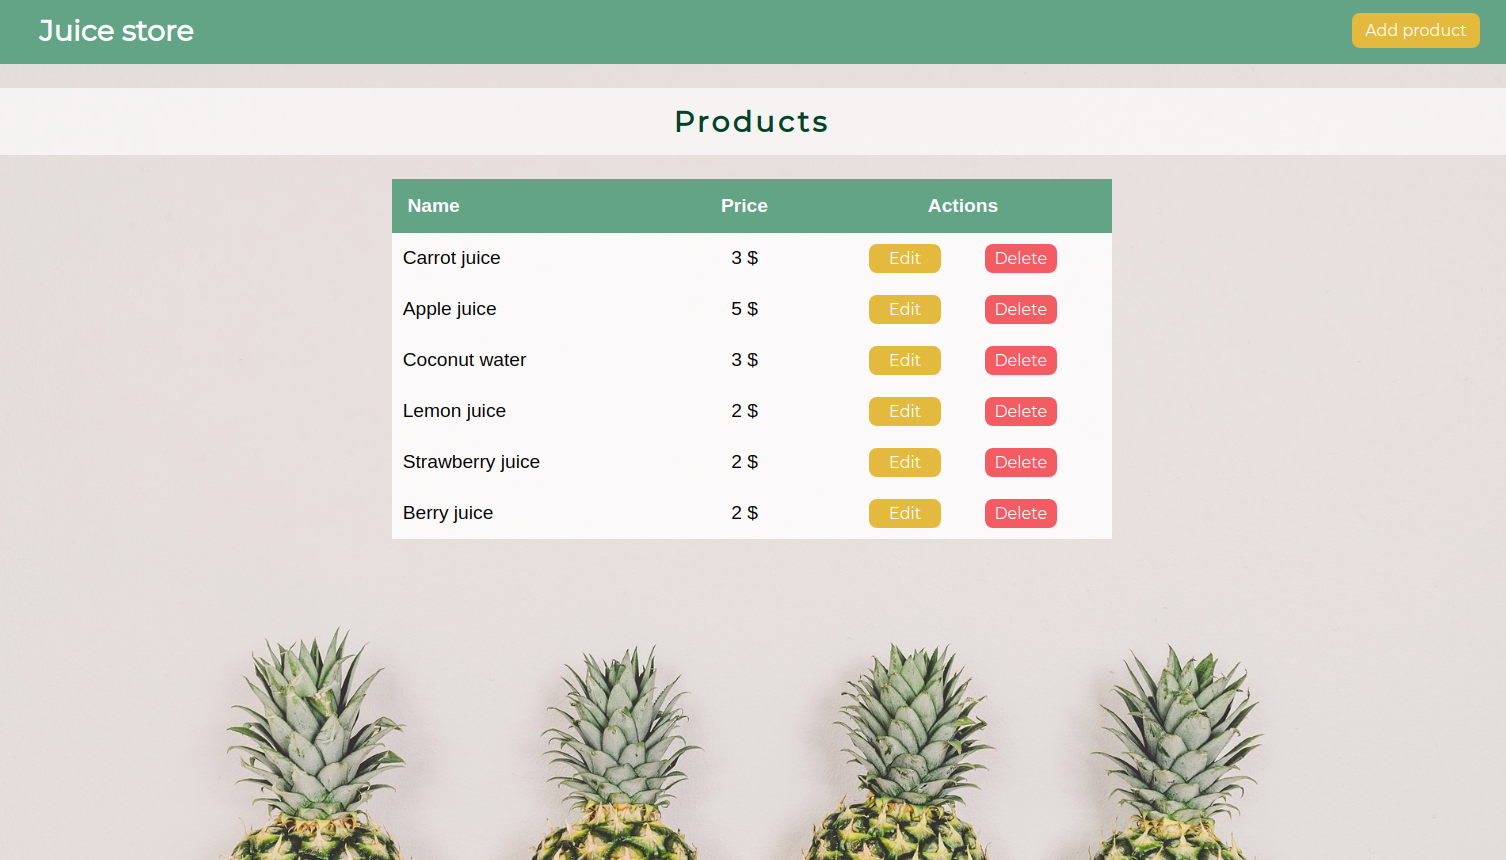 Juice store Add product
Products
Name Price Actions
Carrot juice 3 $ Edit Delete
Apple juice 5 $ Edit Delete
Coconut water 3 $ Edit Delete
Lemon juice 2 $ Edit Delete
Strawberry juice 2 $ Edit Delete
Berry juice 2 $ Edit Delete